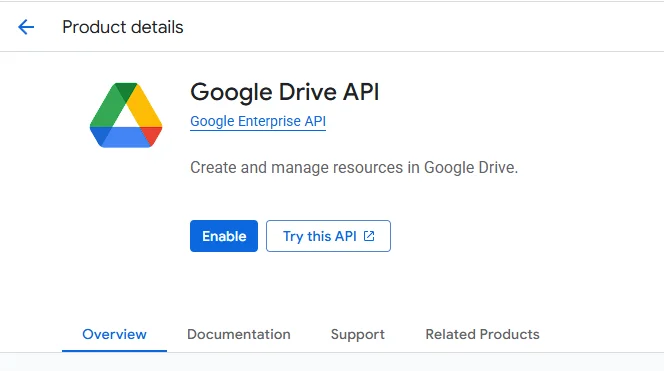 Product details
Google Drive API
Google Enterprise API
Create and manage resources in Google Drive.
Enable
Try this API
Overview
Documentation
Support
Related Products